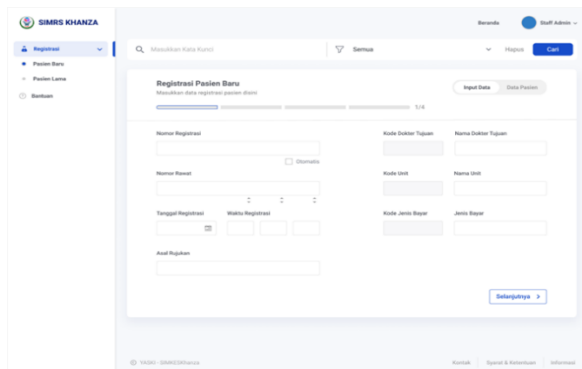 SIMRS KHANZA
Beranda
Staff Admin
Registrasi
Pasien Baru
Pasien Lama
Bantuan
Masukkan Kata Kunci
Semua
Hapus
Cari
Registrasi Pasien Baru
Masukkan data registrasi pasien disini
1/4
Input Data
Data Pasien
Nomor Registrasi
Kode Dokter Tujuan
Nama Dokter Tujuan
Otomatis
Nomor Rawat
Kode Unit
Nama Unit
Tanggal Registrasi
Waktu Registrasi
Kode Jenis Bayar
Jenis Bayar
Asal Rujukan
Selanjutnya
Kontak
Syarat & Ketentuan
Informasi